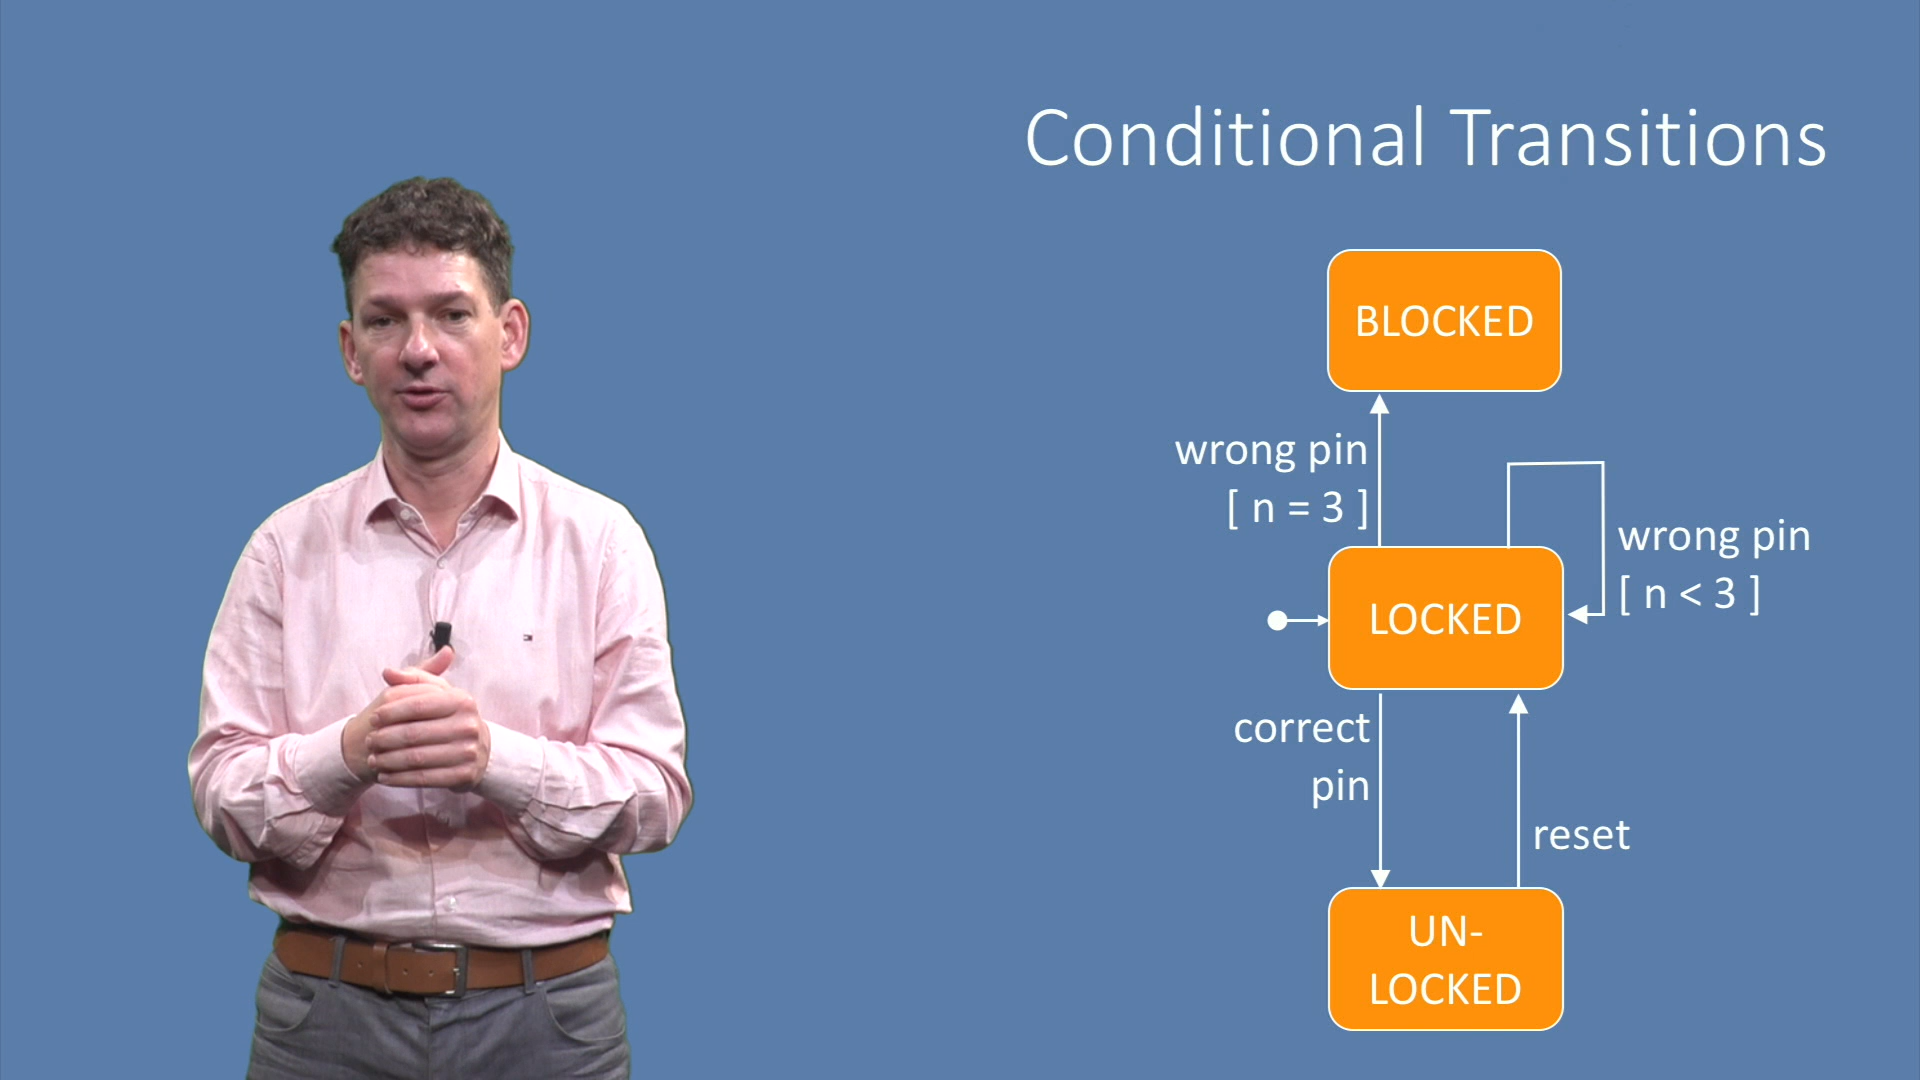 Conditional Transitions
BLOCKED
wrong pin
[ n = 3 ]
wrong pin
[ n < 3 ]
LOCKED
correct
pin
reset
UN-
LOCKED